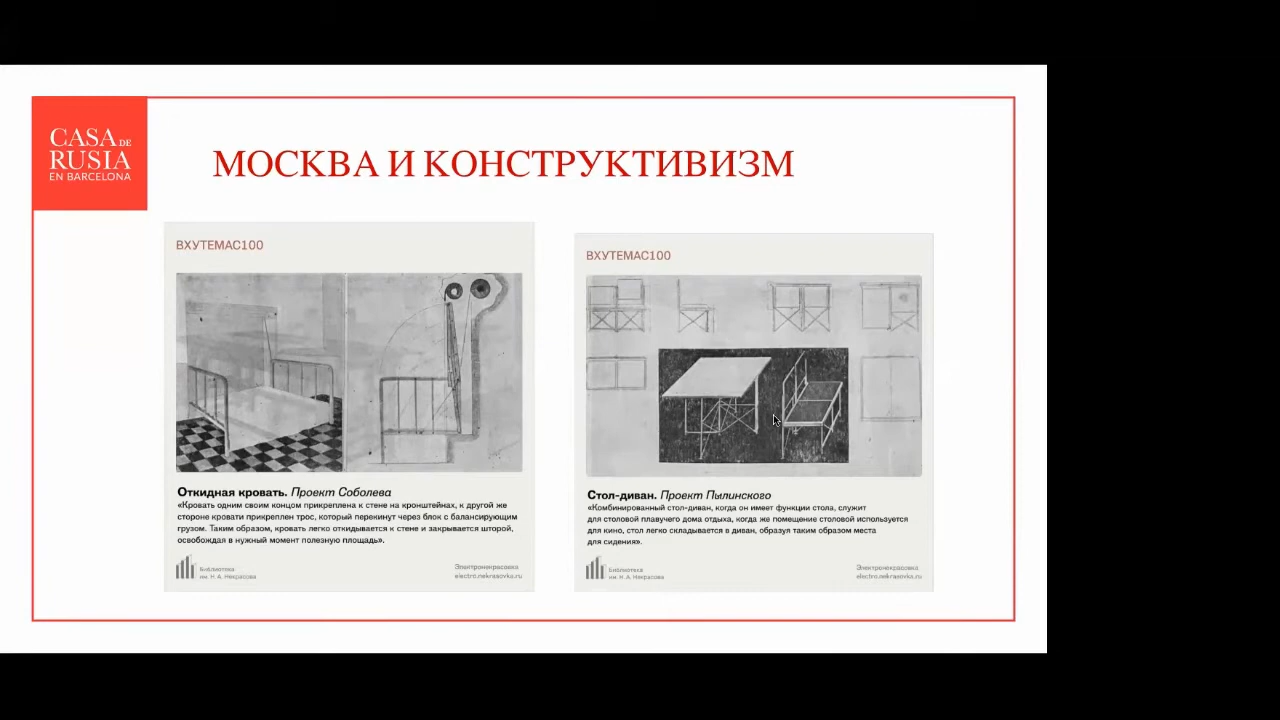 CASA DE
RUSIA
EN BARCELONA
МОСКВА И КОНСТРУКТИВИЗМ
ВХУТЕМАС100
Откидная кровать. Проект Соболева
«Кровать одним своим концом прикреплена к стене на кронштейнах, к другой же
стороне кровати прикреплен трос, который перекинут через блок с балансирующим
грузом. Таким образом, кровать легко откидывается к стене и закрывается шторой,
освобождая в нужный момент полезную площадь».
Библиотека
им. Н. А. Некрасова
Электронекрасовка
electro.nekrasovka.ru
ВХУТЕМАС100
Стол-диван. Проект Пылинского
«Комбинированный стол-диван, когда он имеет функции стола, служит
для столовой плавучего дома отдыха, когда же помещение столовой используется
для кино, стол легко складывается в диван, образуя таким образом места
для сидения».
Библиотека
им. Н. А. Некрасова
Электронекрасовка
electro.nekrasovka.ru